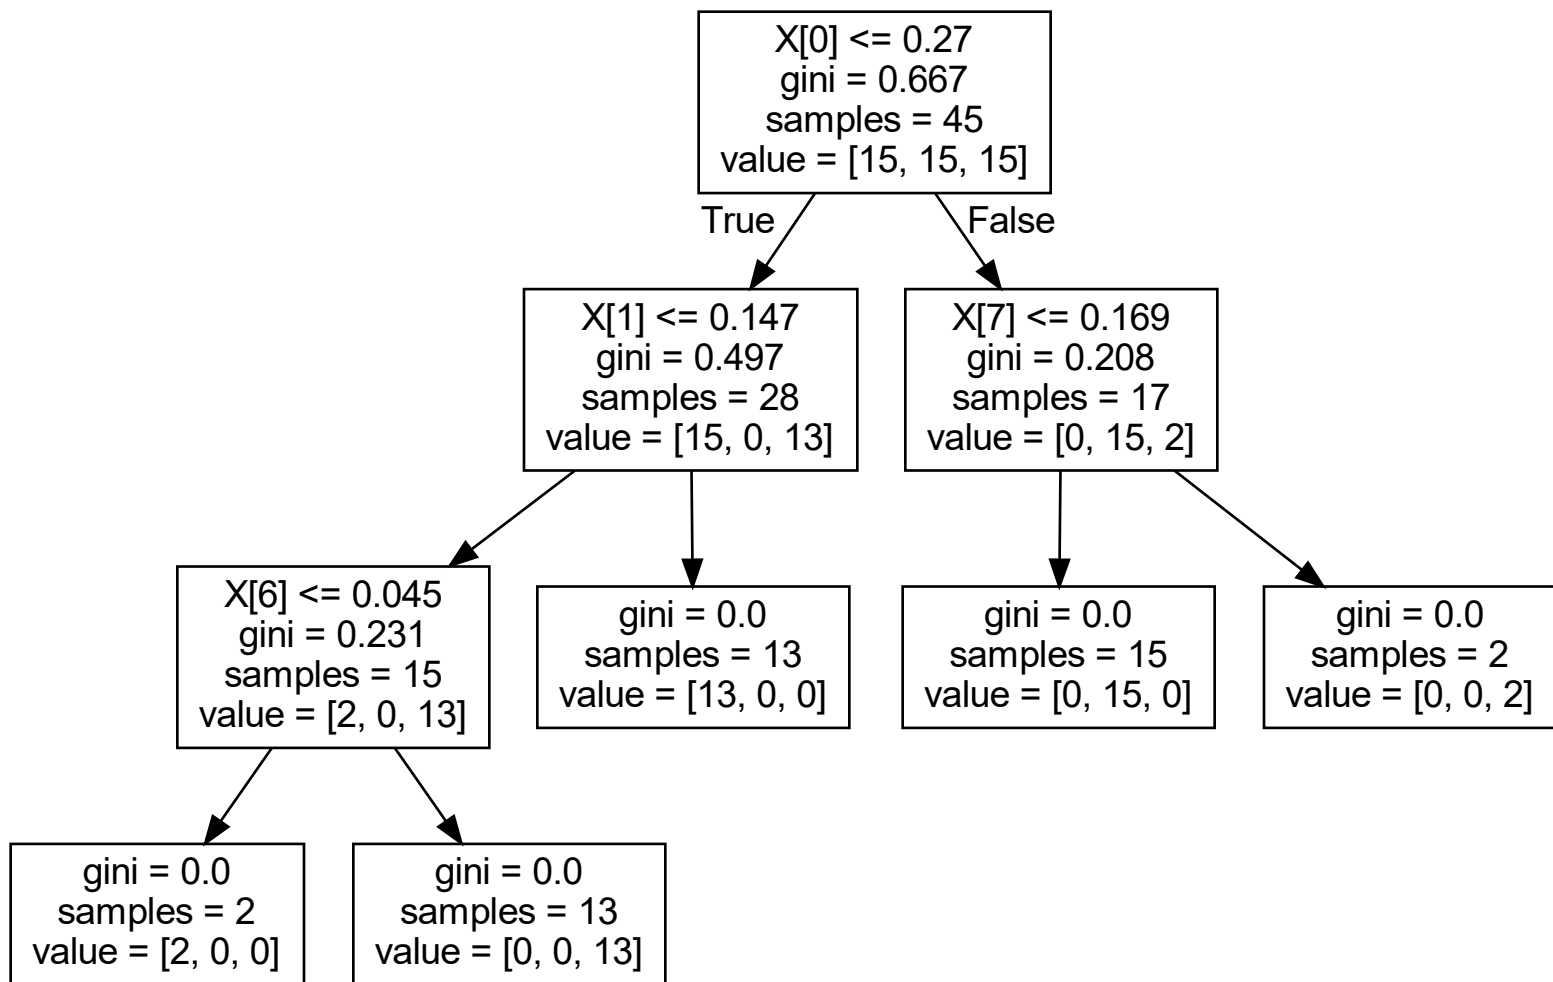 X[0] <= 0.27
gini = 0.667
samples = 45
value = [15, 15, 15]
True
False
X[1] <= 0.147
gini = 0.497
samples = 28
value = [15, 0, 13]
X[7] <= 0.169
gini = 0.208
samples = 17
value = [0, 15, 2]
X[6] <= 0.045
gini = 0.231
samples = 15
value = [2, 0, 13]
gini = 0.0
samples = 13
value = [13, 0, 0]
gini = 0.0
samples = 15
value = [0, 15, 0]
gini = 0.0
samples = 2
value = [0, 0, 2]
gini = 0.0
samples = 2
value = [2, 0, 0]
gini = 0.0
samples = 13
value = [0, 0, 13]